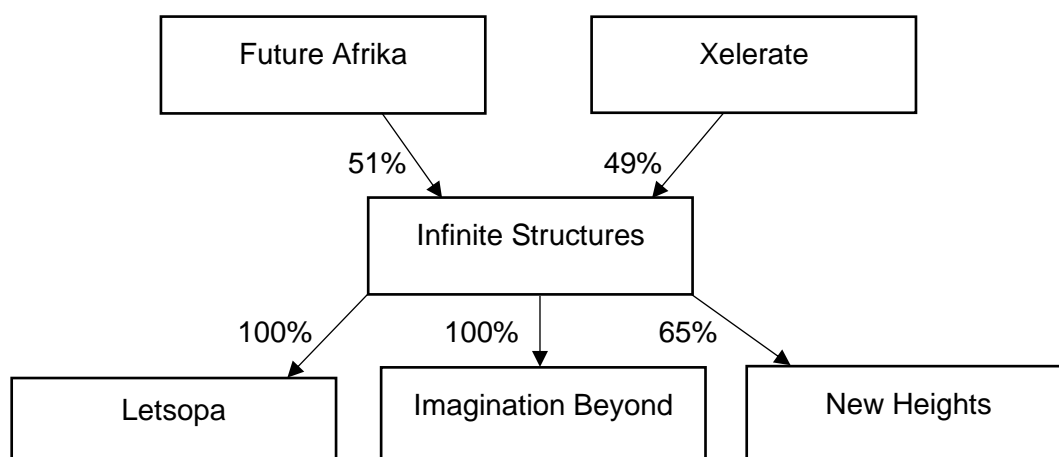 Future Afrika
Xelerate
51%
49%
Infinite Structures
100%
100%
65%
Letsopa
Imagination Beyond
New Heights